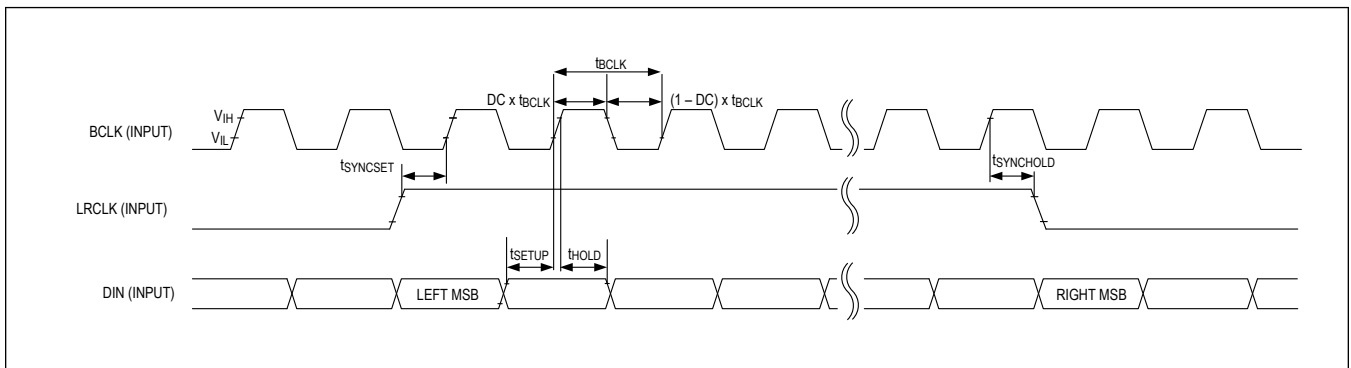 tBCLK
DC x tBCLK
(1 – DC) x tBCLK
VIH
BCLK (INPUT)
VIL
tSYNCSET
tSYNCHOLD
LRCLK (INPUT)
tSETUP
tHOLD
DIN (INPUT)
LEFT MSB
RIGHT MSB